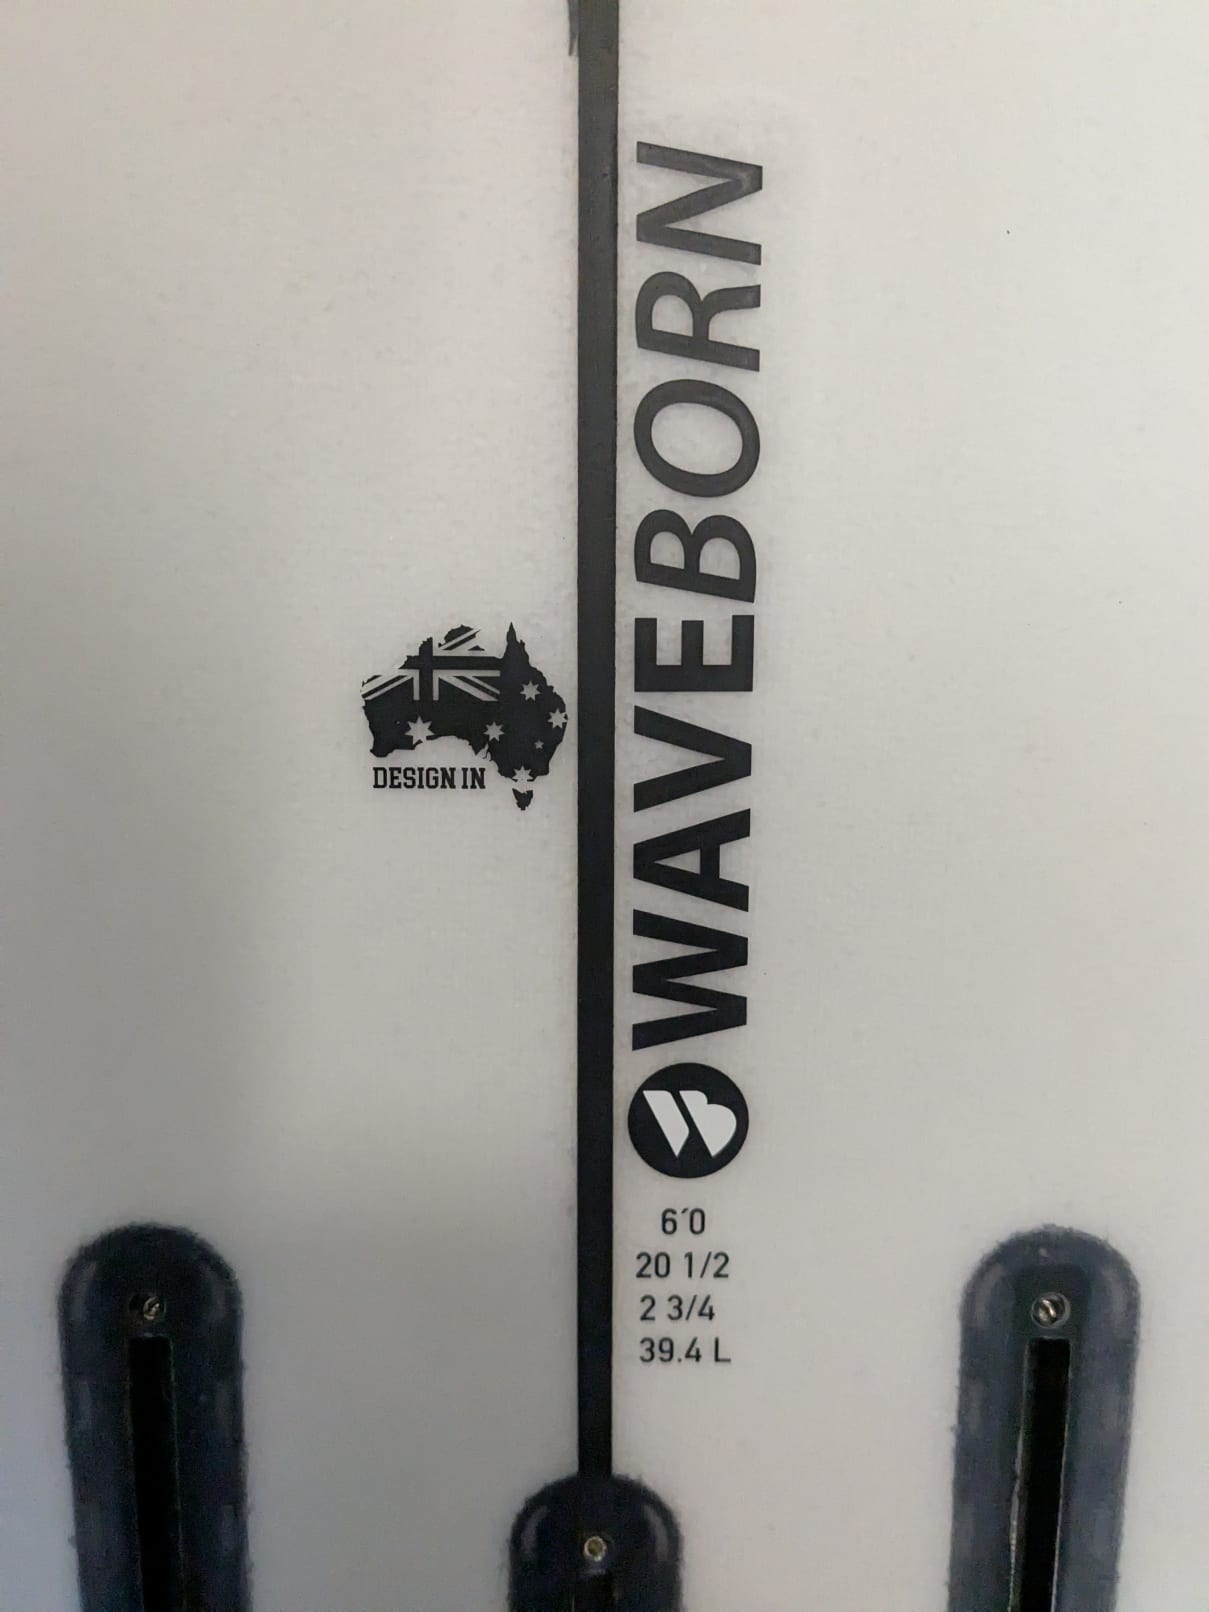 WAVEBORN
DESIGN IN
6´0
20 1/2
2 3/4
39.4 L